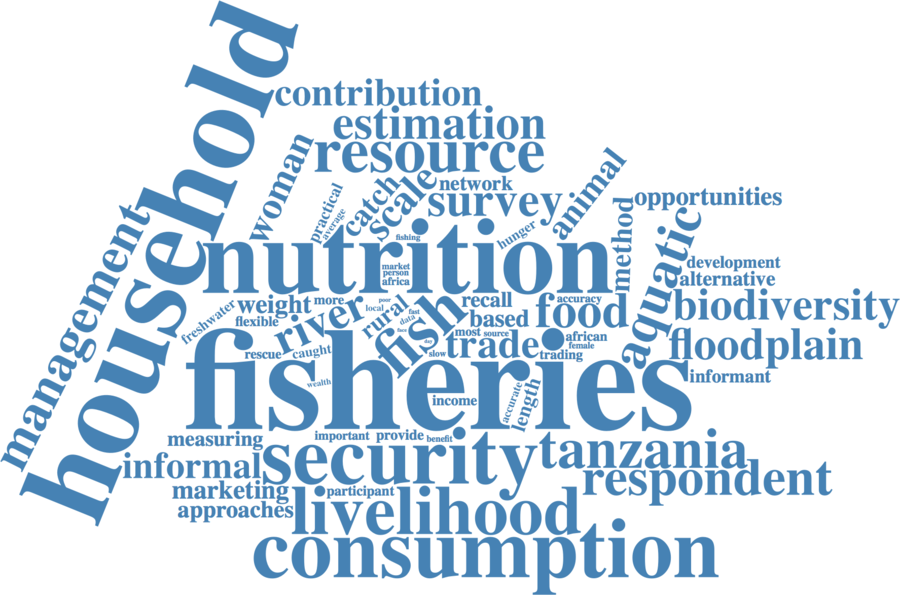 household
contribution
estimation
resource
management
woman
practical
average
catch
scale
network
survey
animal
opportunities
method
aquatic
hunger
fishing
nutrition
market
person
africa
development
alternative
biodiversity
floodplain
informant
freshwater
weight
flexible
more
poor
local
river
rural
fast
data
fish
recall
based
accuracy
food
most
source
day
slow
trade
trading
african
female
rescue
caught
fisheries
wealth
income
accurate
length
measuring
important
provide
benefit
informal
security
tanzania
respondent
marketing
participant
approaches
livelihood
consumption